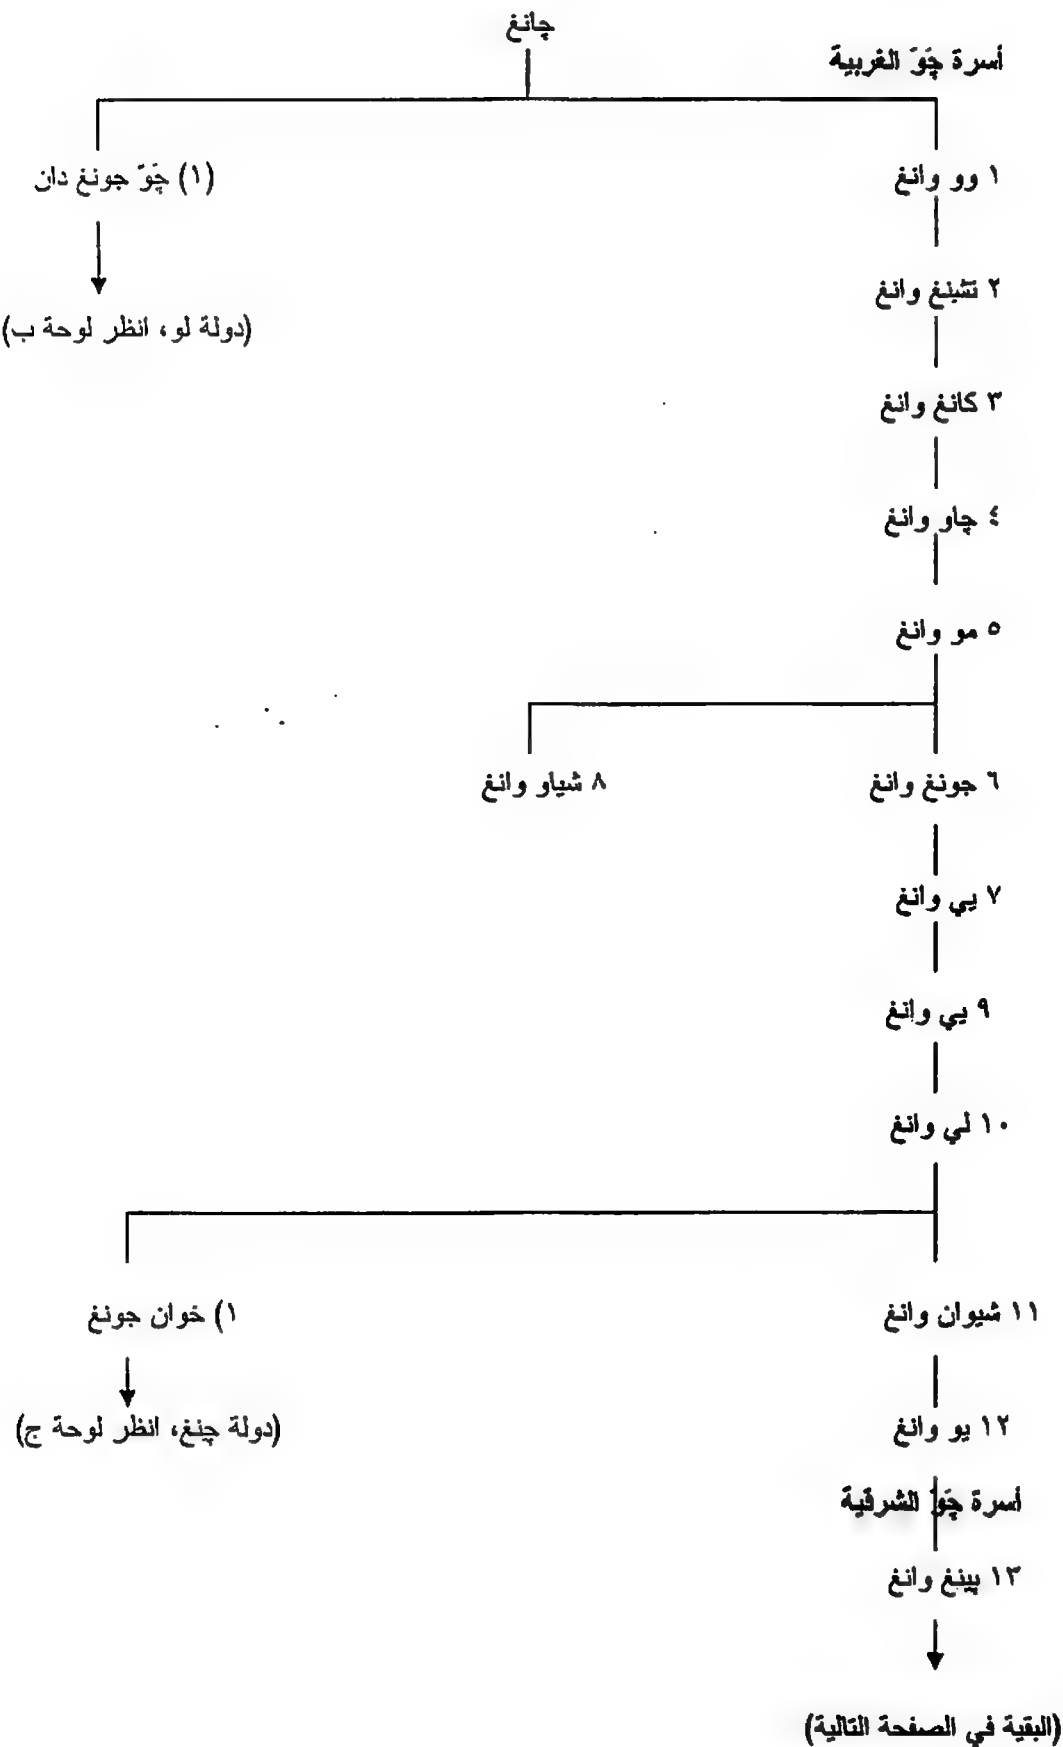 چانغ
أسرة چَوّ الغربية
١ وو وانغ
(١) چَوّ جونغ دان
٢ تشينغ وانغ
(دولة لو، انظر لوحة ب)
٣ كانغ وانغ
٤ چاو وانغ
٥ مو وانغ
٦ جونغ وانغ
٨ شياو وانغ
٧ يي وانغ
٩ يي وانغ
١٠ لي وانغ
١١ شيوان وانغ
١) خوان جونغ
١٢ يو وانغ
(دولة چنغ، انظر لوحة ج)
أسرة چَوّ الشرقية
١٣ پينغ وانغ
(البقية في الصفحة التالية)